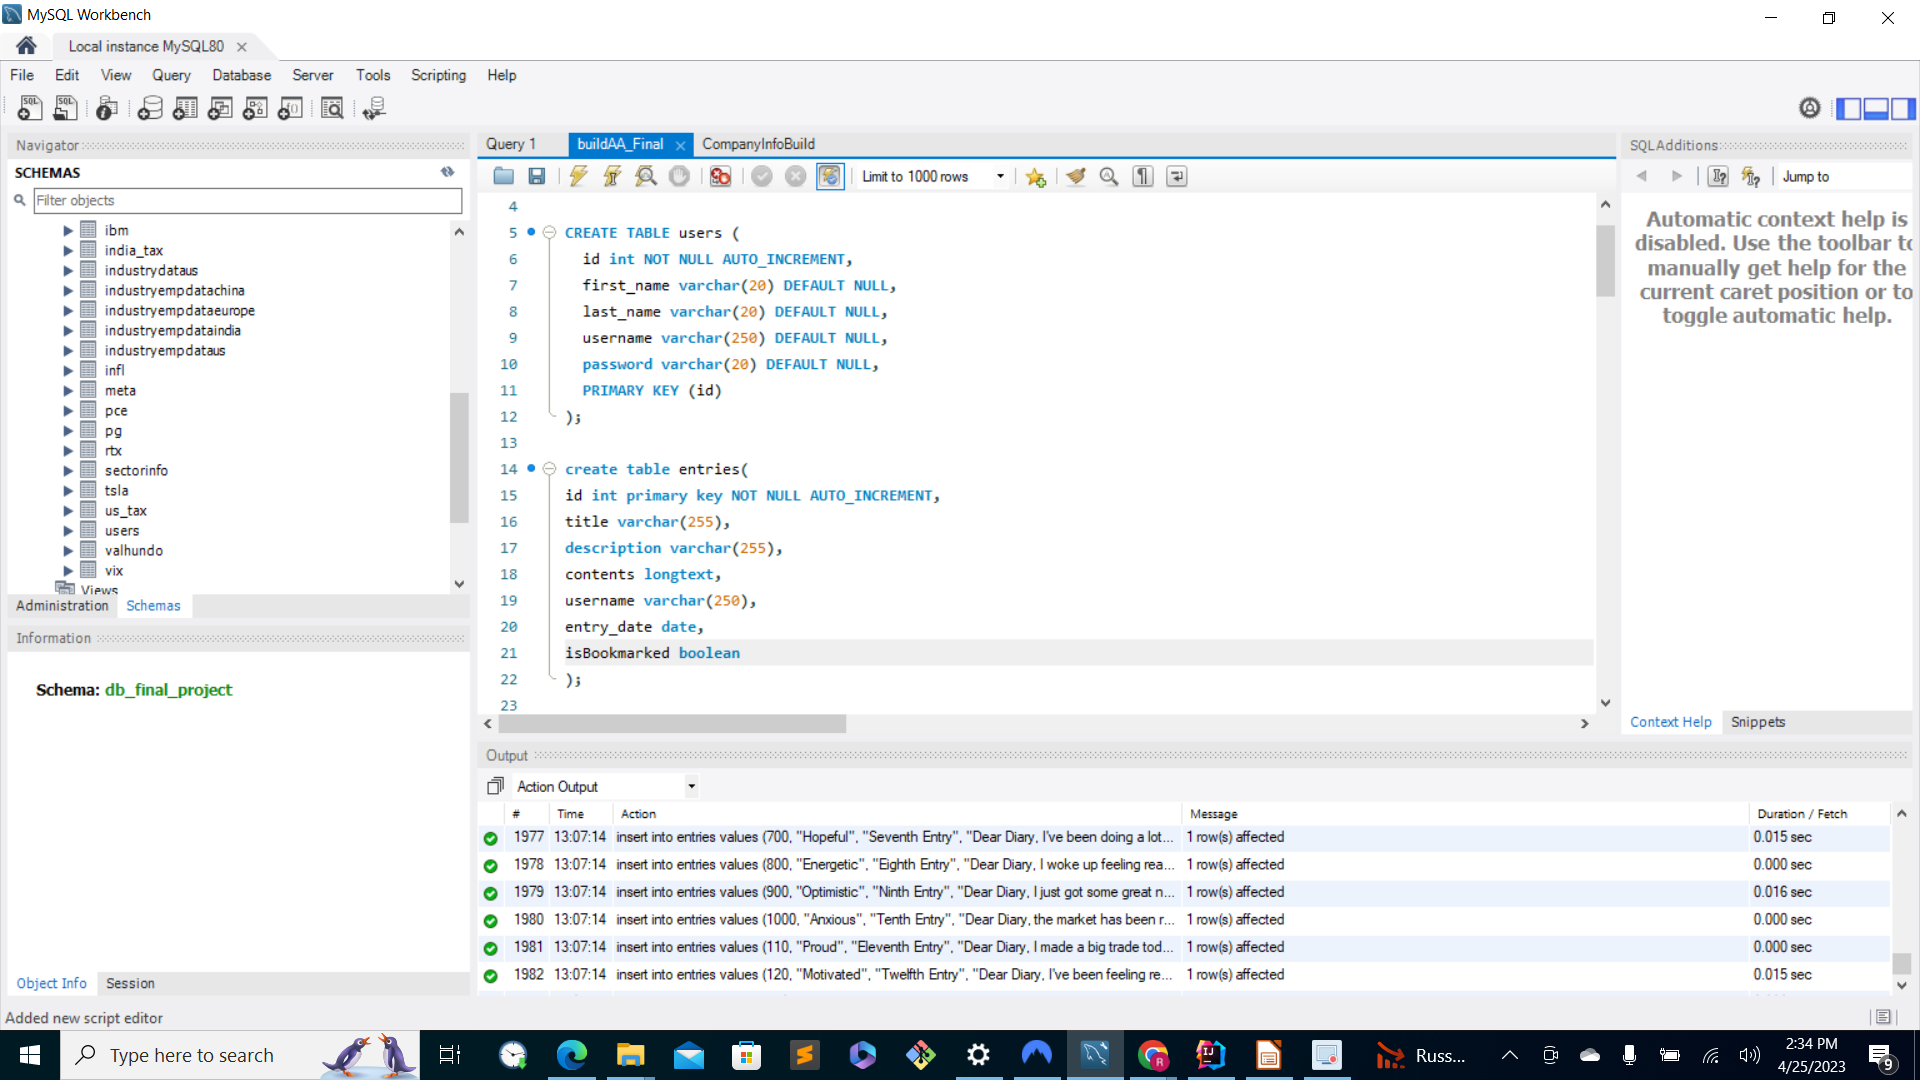 MySQL Workbench
Local instance MySQL80
File Edit View Query Database Server Tools Scripting Help
Navigator
SCHEMAS
Filter objects
ibm
india_tax
industrydataus
industryempdatachina
industryempdataeurope
industryempdataindia
industryempdataus
infl
meta
pce
pg
rtx
sectorinfo
tsla
us_tax
users
valhundo
vix
Views
Administration Schemas
Information
Schema: db_final_project
Object Info Session
Query 1 buildAA_Final CompanyInfoBuild
Limit to 1000 rows
4
5 CREATE TABLE users (
6 id int NOT NULL AUTO_INCREMENT,
7 first_name varchar(20) DEFAULT NULL,
8 last_name varchar(20) DEFAULT NULL,
9 username varchar(250) DEFAULT NULL,
10 password varchar(20) DEFAULT NULL,
11 PRIMARY KEY (id)
12 );
13
14 create table entries(
15 id int primary key NOT NULL AUTO_INCREMENT,
16 title varchar(255),
17 description varchar(255),
18 contents longtext,
19 username varchar(250),
20 entry_date date,
21 isBookmarked boolean
22 );
23
SQLAdditions
Jump to
Automatic context help is
disabled. Use the toolbar to
manually get help for the
current caret position or to
toggle automatic help.
Context Help Snippets
Output
Action Output
# Time Action Message Duration / Fetch
1977 13:07:14 insert into entries values (700, "Hopeful", "Seventh Entry", "Dear Diary, I've been doing a lot... 1 row(s) affected 0.015 sec
1978 13:07:14 insert into entries values (800, "Energetic", "Eighth Entry", "Dear Diary, I woke up feeling rea... 1 row(s) affected 0.000 sec
1979 13:07:14 insert into entries values (900, "Optimistic", "Ninth Entry", "Dear Diary, I just got some great n... 1 row(s) affected 0.016 sec
1980 13:07:14 insert into entries values (1000, "Anxious", "Tenth Entry", "Dear Diary, the market has been r... 1 row(s) affected 0.000 sec
1981 13:07:14 insert into entries values (110, "Proud", "Eleventh Entry", "Dear Diary, I made a big trade tod... 1 row(s) affected 0.000 sec
1982 13:07:14 insert into entries values (120, "Motivated", "Twelfth Entry", "Dear Diary, I've been feeling re... 1 row(s) affected 0.015 sec
Added new script editor
Type here to search
Russ...
2:34 PM
4/25/2023
9